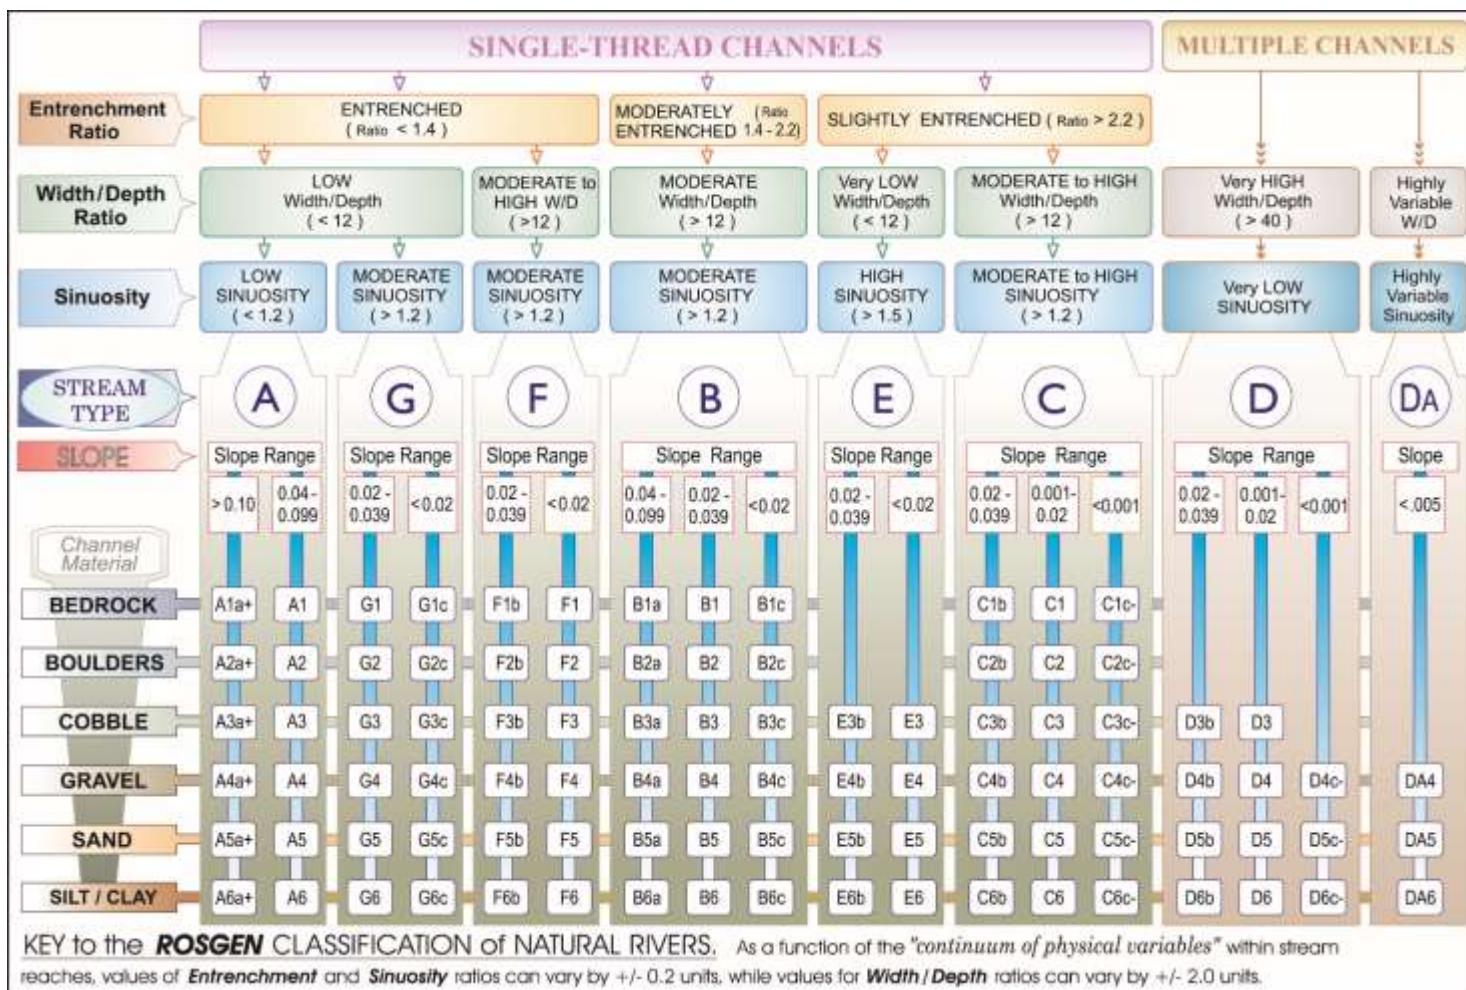 SINGLE-THREAD CHANNELS
MULTIPLE CHANNELS
Entrenchment
Ratio
ENTRENCHED
( Ratio < 1.4 )
MODERATELY ( Ratio
ENTRENCHED 1.4 - 2.2)
SLIGHTLY ENTRENCHED ( Ratio > 2.2 )
Width/Depth
Ratio
LOW
Width/Depth
( < 12 )
MODERATE to
HIGH W/D
( >12 )
MODERATE
Width/Depth
( > 12 )
Very LOW
Width/Depth
( < 12 )
MODERATE to HIGH
Width/Depth
( > 12 )
Very HIGH
Width/Depth
( > 40 )
Highly
Variable
W/D
Sinuosity
LOW
SINUOSITY
( < 1.2 )
MODERATE
SINUOSITY
( > 1.2 )
MODERATE
SINUOSITY
( > 1.2 )
MODERATE
SINUOSITY
( > 1.2 )
HIGH
SINUOSITY
( > 1.5 )
MODERATE to HIGH
SINUOSITY
( > 1.2 )
Very LOW
SINUOSITY
Highly
Variable
Sinuosity
STREAM
TYPE
A G F B E C D DA
SLOPE
Slope Range Slope Range Slope Range Slope Range Slope Range Slope Range Slope Range Slope
> 0.10
0.04 -
0.099
0.02 -
0.039
<0.02
0.02 -
0.039
<0.02
0.04 -
0.099
0.02 -
0.039
<0.02
0.02 -
0.039
<0.02
0.02 -
0.039
0.001-
0.02
<0.001
0.02 -
0.039
0.001-
0.02
<0.001
<.005
Channel
Material
BEDROCK A1a+ A1 G1 G1c F1b F1 B1a B1 B1c C1b C1 C1c-
BOULDERS A2a+ A2 G2 G2c F2b F2 B2a B2 B2c C2b C2 C2c-
COBBLE A3a+ A3 G3 G3c F3b F3 B3a B3 B3c E3b E3 C3b C3 C3c- D3b D3
GRAVEL A4a+ A4 G4 G4c F4b F4 B4a B4 B4c E4b E4 C4b C4 C4c- D4b D4 D4c- DA4
SAND A5a+ A5 G5 G5c F5b F5 B5a B5 B5c E5b E5 C5b C5 C5c- D5b D5 D5c- DA5
SILT / CLAY A6a+ A6 G6 G6c F6b F6 B6a B6 B6c E6b E6 C6b C6 C6c- D6b D6 D6c- DA6
KEY to the ROSGEN CLASSIFICATION of NATURAL RIVERS. As a function of the "continuum of physical variables" within stream
reaches, values of Entrenchment and Sinuosity ratios can vary by +/- 0.2 units, while values for Width / Depth ratios can vary by +/- 2.0 units.